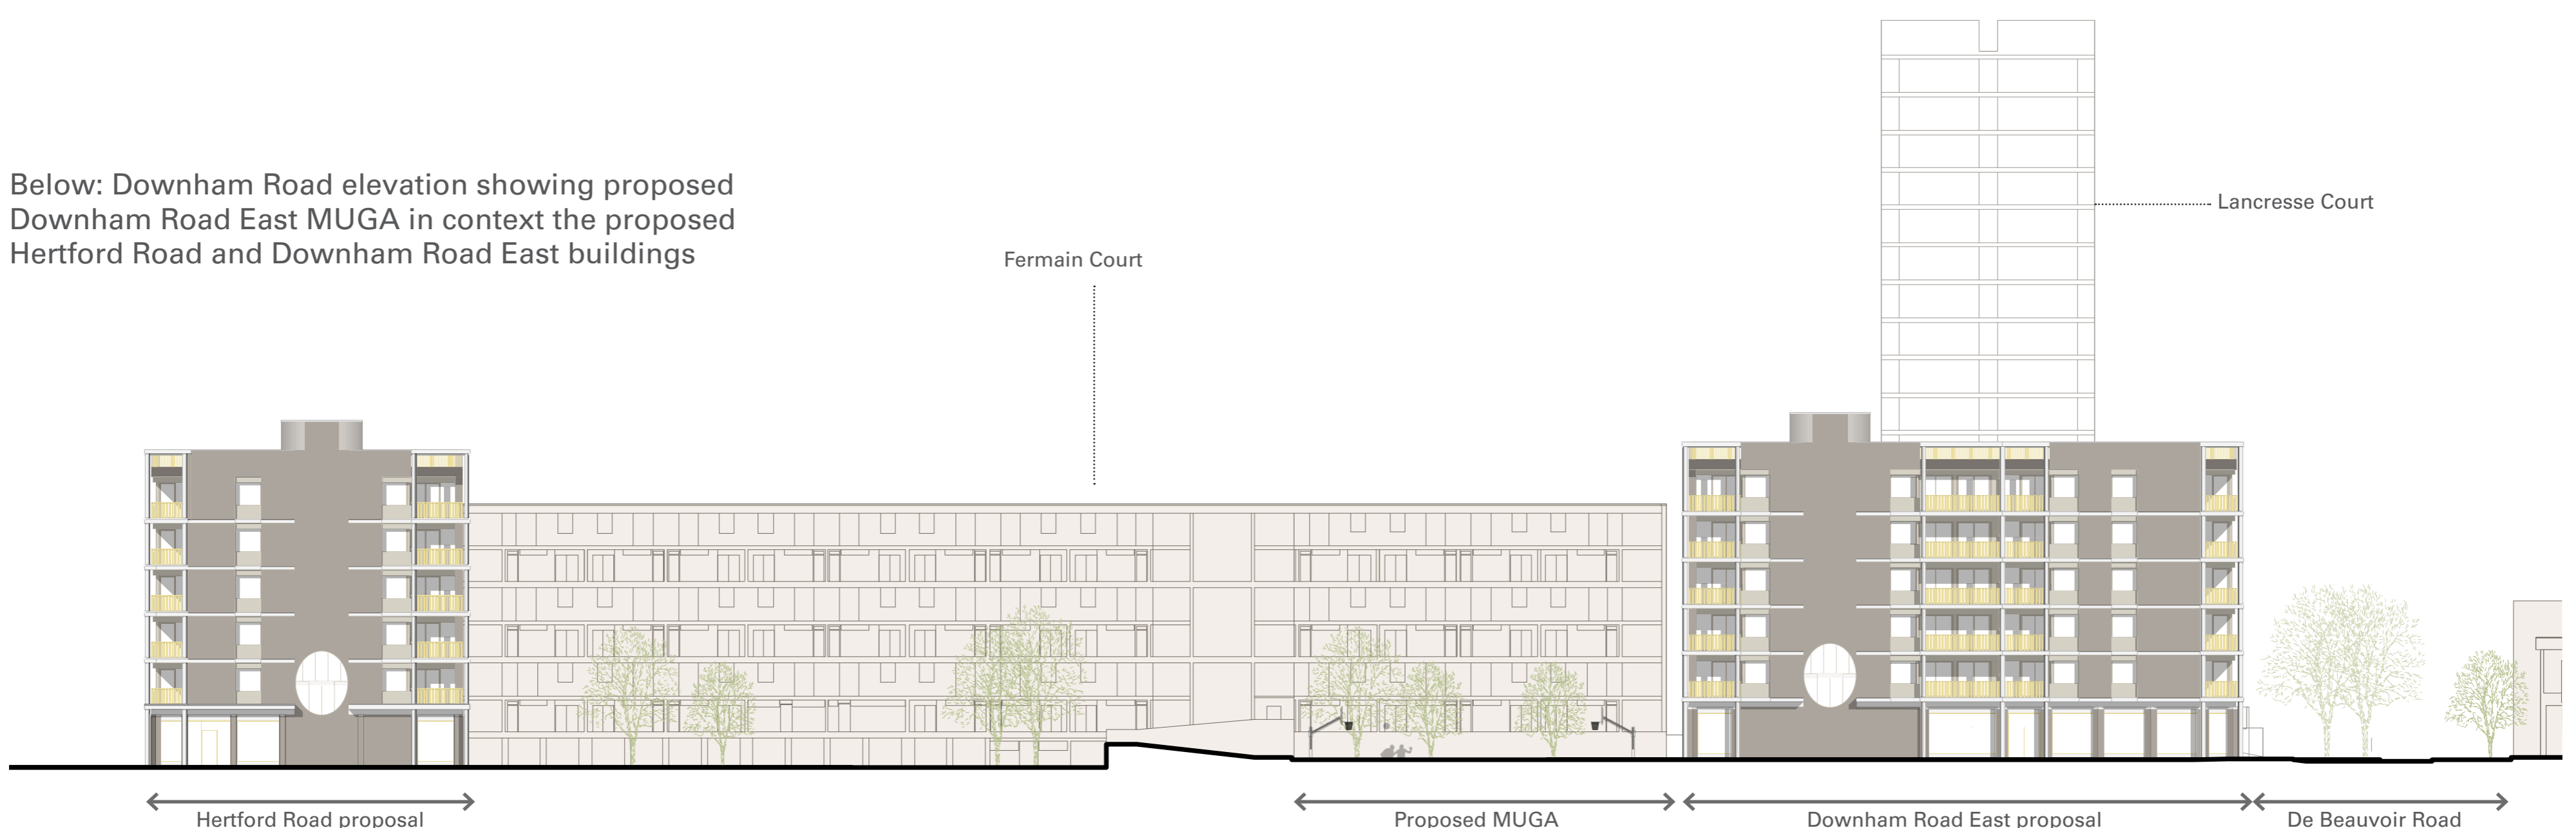 Below: Downham Road elevation showing proposed
Downham Road East MUGA in context the proposed
Hertford Road and Downham Road East buildings
Fermain Court
Lancresse Court
Hertford Road proposal
Proposed MUGA
Downham Road East proposal
De Beauvoir Road